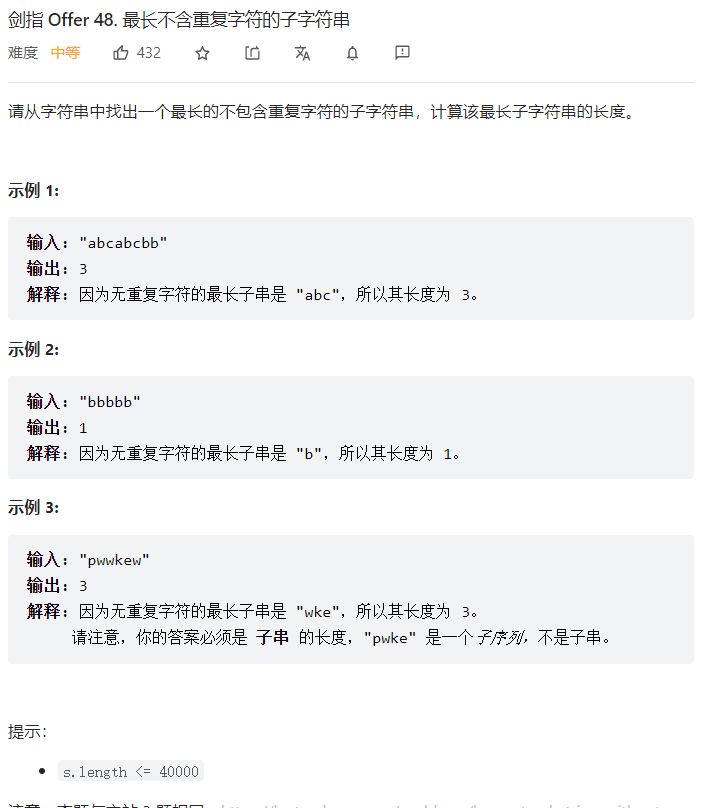 剑指 Offer 48. 最长不含重复字符的子字符串
难度 中等 432
请从字符串中找出一个最长的不包含重复字符的子字符串，计算该最长子字符串的长度。
示例 1:
输入: "abcabcbb"
输出: 3
解释: 因为无重复字符的最长子串是 "abc"，所以其长度为 3。
示例 2:
输入: "bbbbb"
输出: 1
解释: 因为无重复字符的最长子串是 "b"，所以其长度为 1。
示例 3:
输入: "pwwkew"
输出: 3
解释: 因为无重复字符的最长子串是 "wke"，所以其长度为 3。
请注意，你的答案必须是 子串 的长度，"pwke" 是一个子序列，不是子串。
提示：
s.length <= 40000